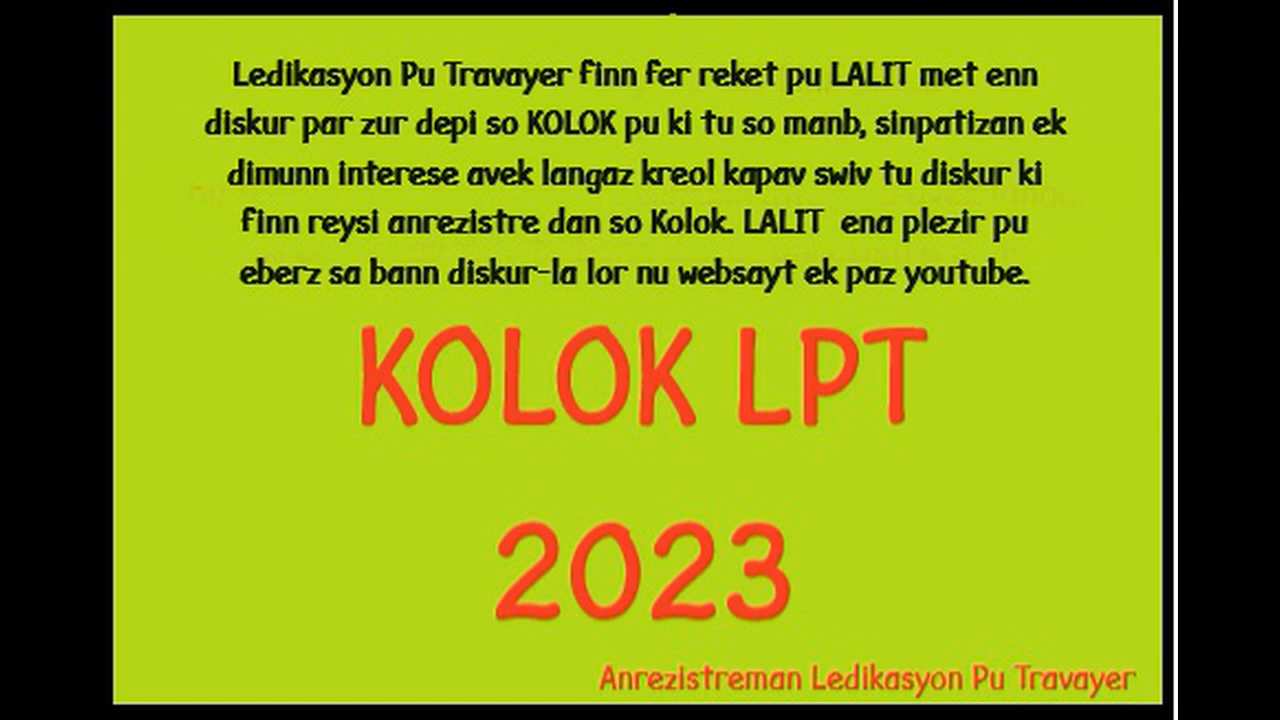 Ledikasyon Pu Travayer finn fer reket pu LALIT met enn
diskur par zur depi so KOLOK pu ki tu so manb, sinpatizan ek
dimunn interese avek langaz kreol kapav swiv tu diskur ki
finn reysi anrezistre dan so Kolok. LALIT ena plezir pu
eberz sa bann diskur-la lor nu websayt ek paz youtube.
KOLOK LPT
2023
Anrezistreman Ledikasyon Pu Travayer